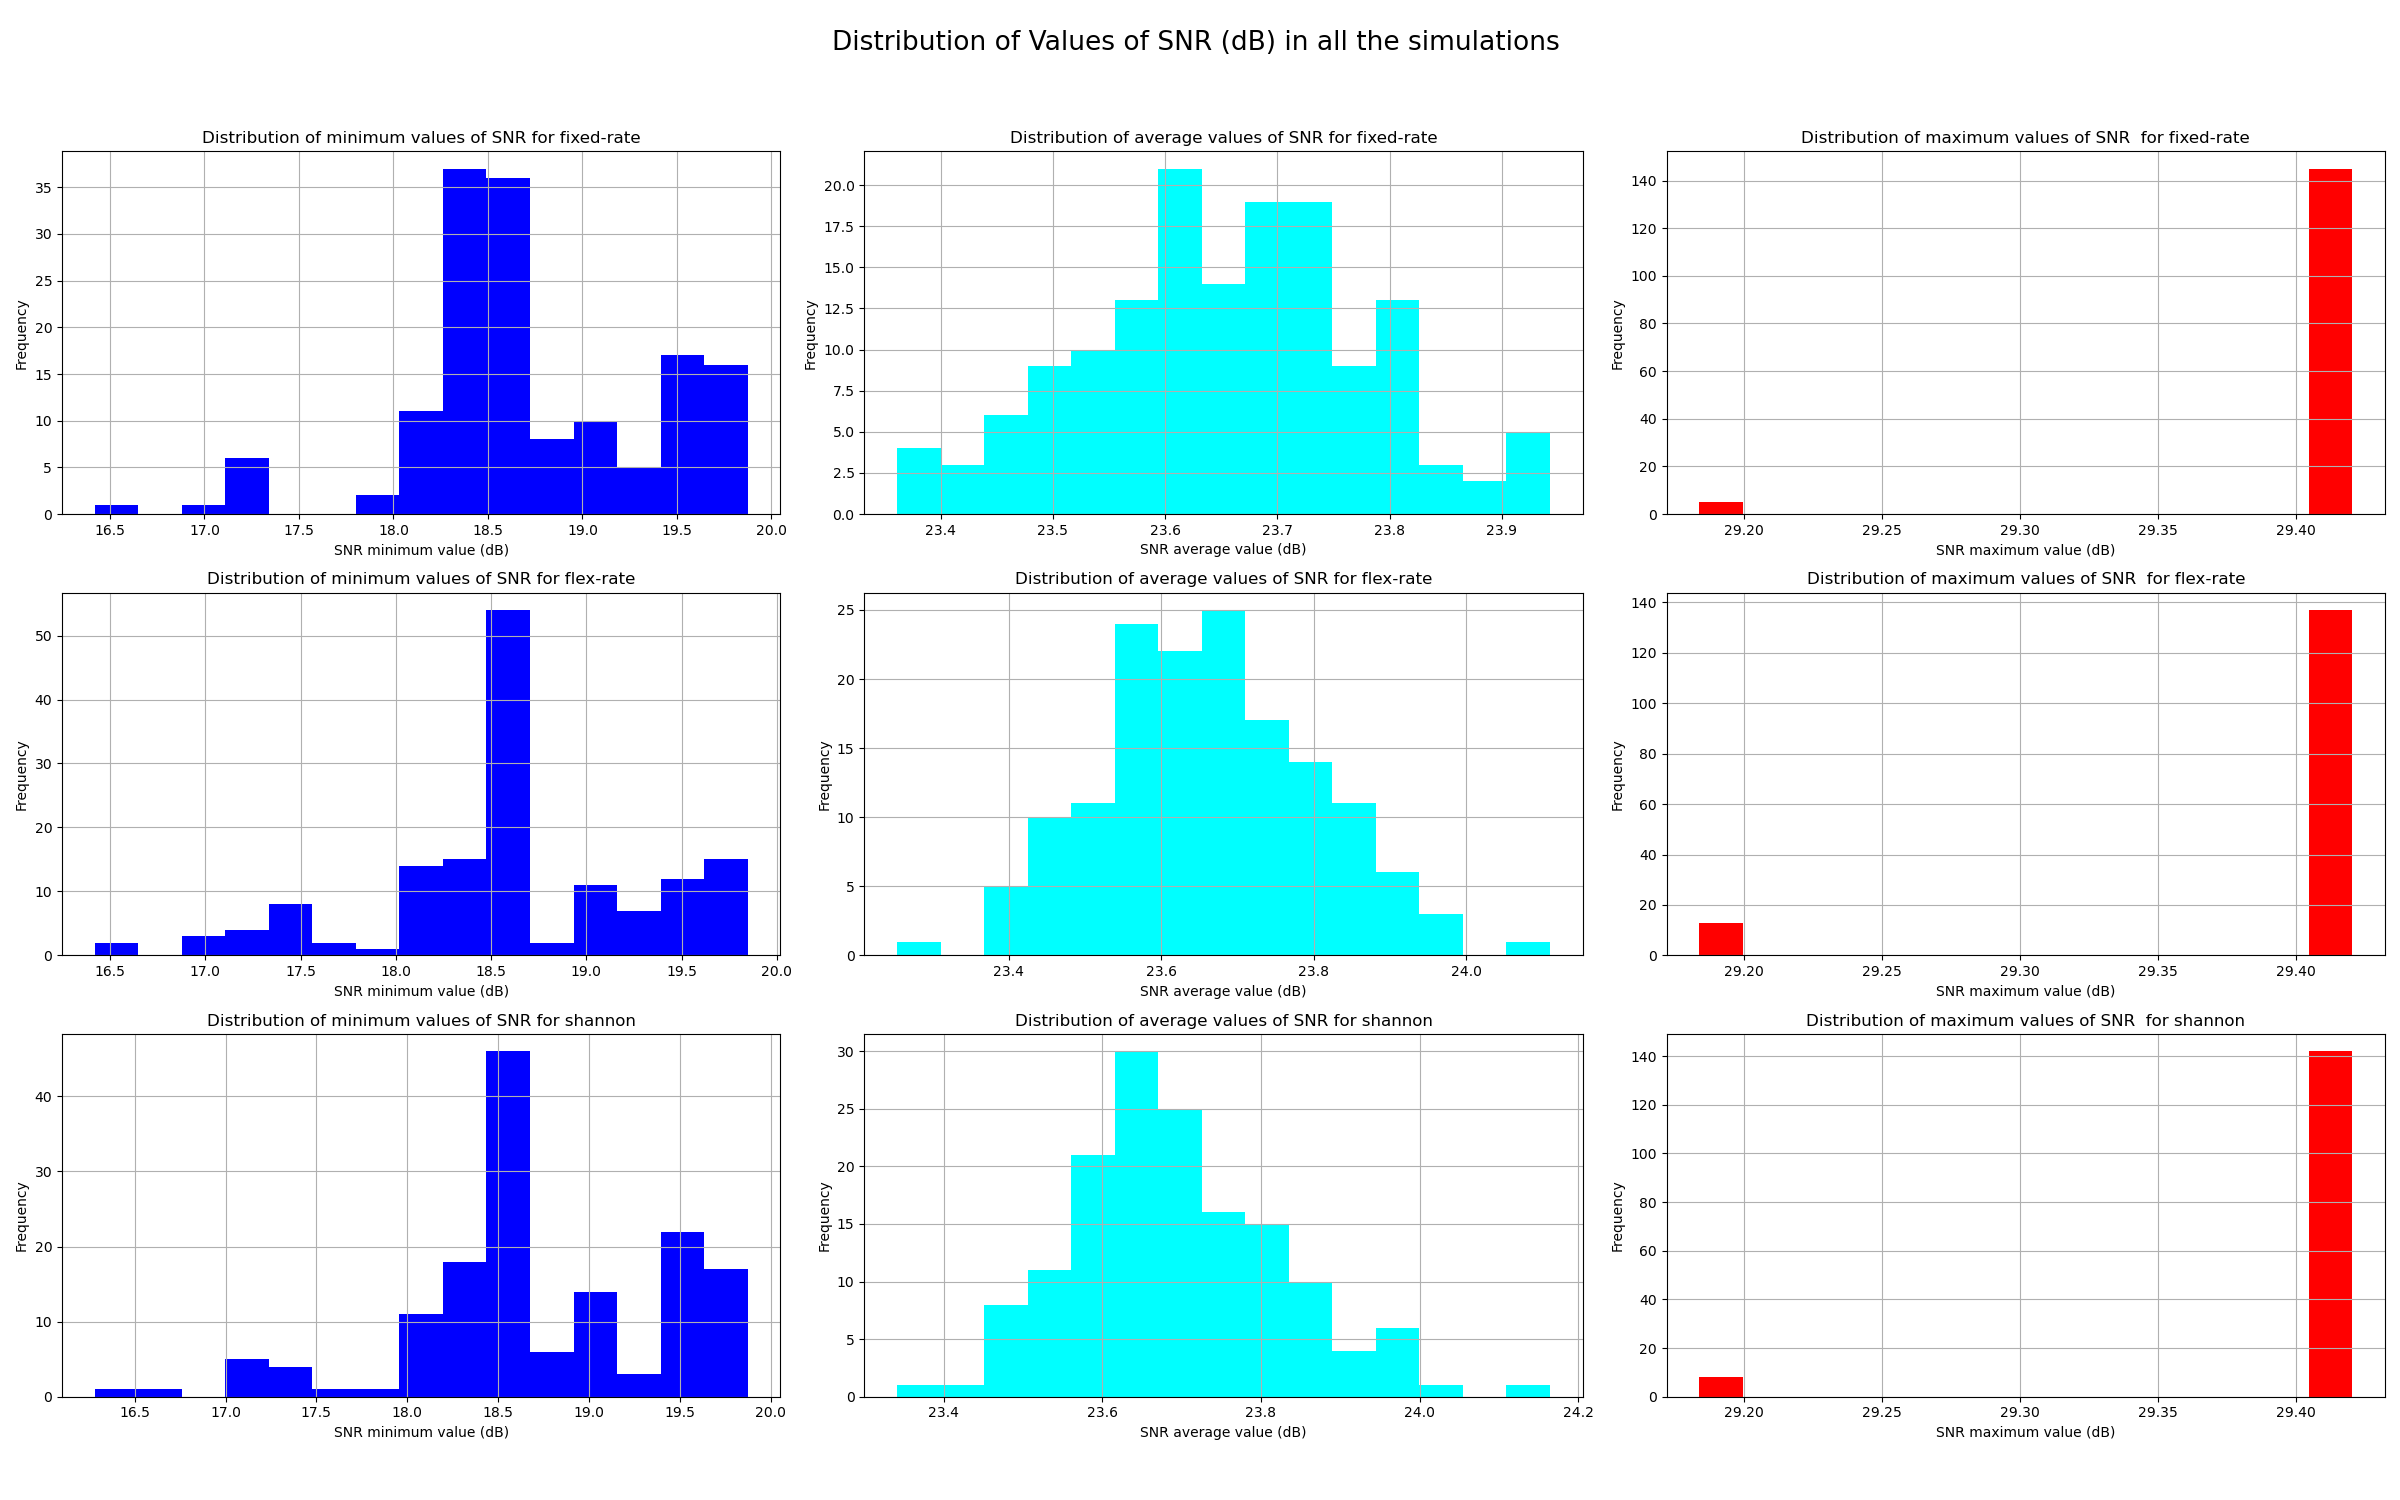 Distribution of Values of SNR (dB) in all the simulations
Distribution of minimum values of SNR for fixed-rate
Frequency
35
30
25
20
15
10
5
0
16.5 17.0 17.5 18.0 18.5 19.0 19.5 20.0
SNR minimum value (dB)
Distribution of average values of SNR for fixed-rate
Frequency
20.0
17.5
15.0
12.5
10.0
7.5
5.0
2.5
0.0
23.4 23.5 23.6 23.7 23.8 23.9
SNR average value (dB)
Distribution of maximum values of SNR  for fixed-rate
Frequency
140
120
100
80
60
40
20
0
29.20 29.25 29.30 29.35 29.40
SNR maximum value (dB)
Distribution of minimum values of SNR for flex-rate
Frequency
50
40
30
20
10
0
16.5 17.0 17.5 18.0 18.5 19.0 19.5 20.0
SNR minimum value (dB)
Distribution of average values of SNR for flex-rate
Frequency
25
20
15
10
5
0
23.4 23.6 23.8 24.0
SNR average value (dB)
Distribution of maximum values of SNR  for flex-rate
Frequency
140
120
100
80
60
40
20
0
29.20 29.25 29.30 29.35 29.40
SNR maximum value (dB)
Distribution of minimum values of SNR for shannon
Frequency
40
30
20
10
0
16.5 17.0 17.5 18.0 18.5 19.0 19.5 20.0
SNR minimum value (dB)
Distribution of average values of SNR for shannon
Frequency
30
25
20
15
10
5
0
23.4 23.6 23.8 24.0 24.2
SNR average value (dB)
Distribution of maximum values of SNR  for shannon
Frequency
140
120
100
80
60
40
20
0
29.20 29.25 29.30 29.35 29.40
SNR maximum value (dB)